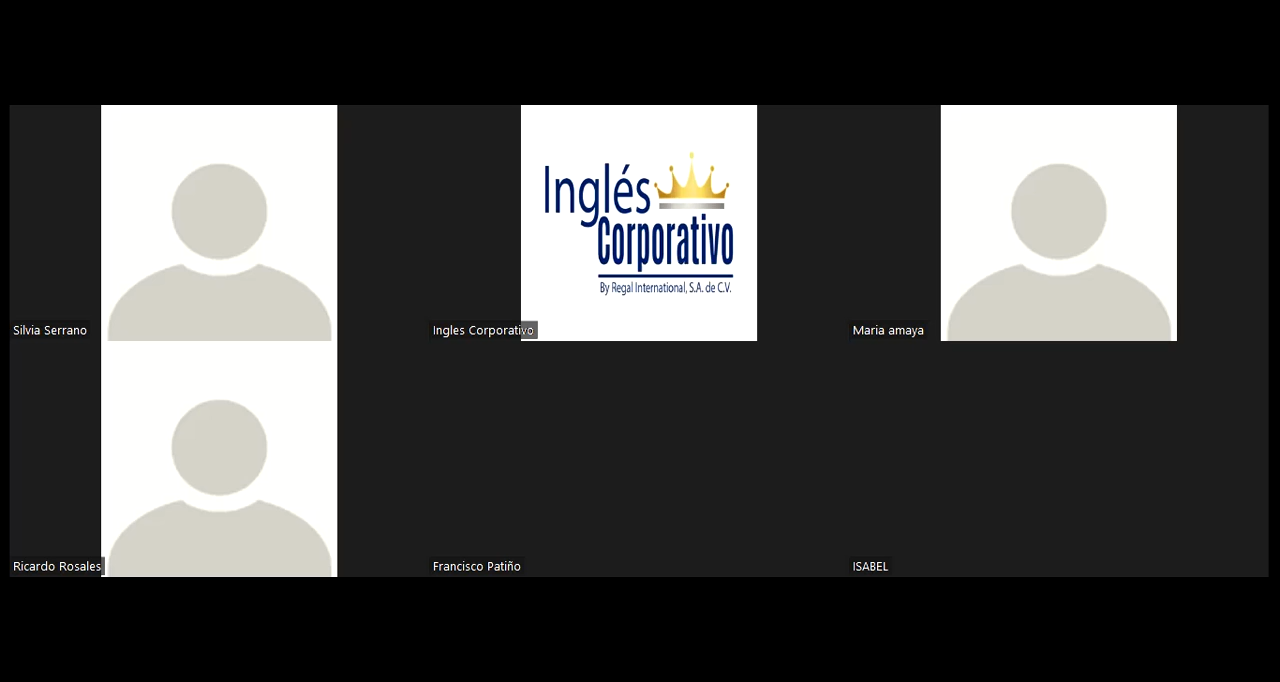 Inglés
Corporativo
By Regal International, S.A. de C.V.
Silvia Serrano
Ingles Corporativo
Maria amaya
Ricardo Rosales
Francisco Patiño
ISABEL